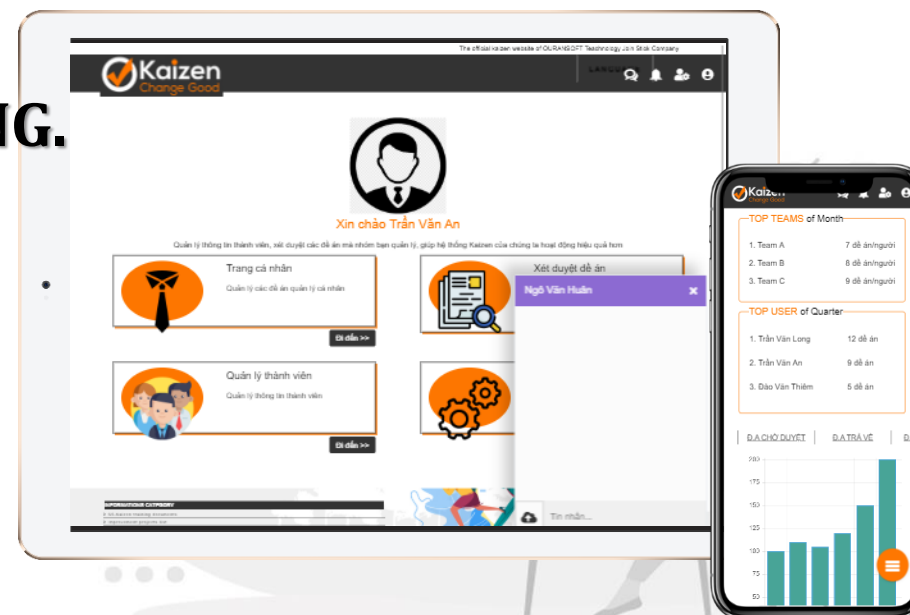 NG.
The official kaizen website of OURANSOFT Teachnology Join Stick Company
Kaizen
Change Good
Xin chào Trần Văn An
Quản lý thông tin thành viên, xét duyệt các đề án mà nhóm bạn quản lý, giúp hệ thống Kaizen của chúng ta hoạt động hiệu quả hơn
Trang cá nhân
Quản lý các đề án quản lý cá nhân
Đi đến >>
Xét duyệt đề án
Quản lý thành viên
Quản lý thông tin thành viên
Đi đến >>
Ngô Văn Huân
×
Tin nhắn...
INFORMATIONS CATPEORY
Kaizen
Change Good
TOP TEAMS of Month
1. Team A 7 đề án/người
2. Team B 8 đề án/người
3. Team C 9 đề án/người
TOP USER of Quarter
1. Trần Văn Long 12 đề án
2. Trần Văn An 9 đề án
3. Đào Văn Thiêm 5 đề án
Đ.A CHỜ DUYỆT Đ.A TRẢ VỀ
200
175
150
125
100
75
50